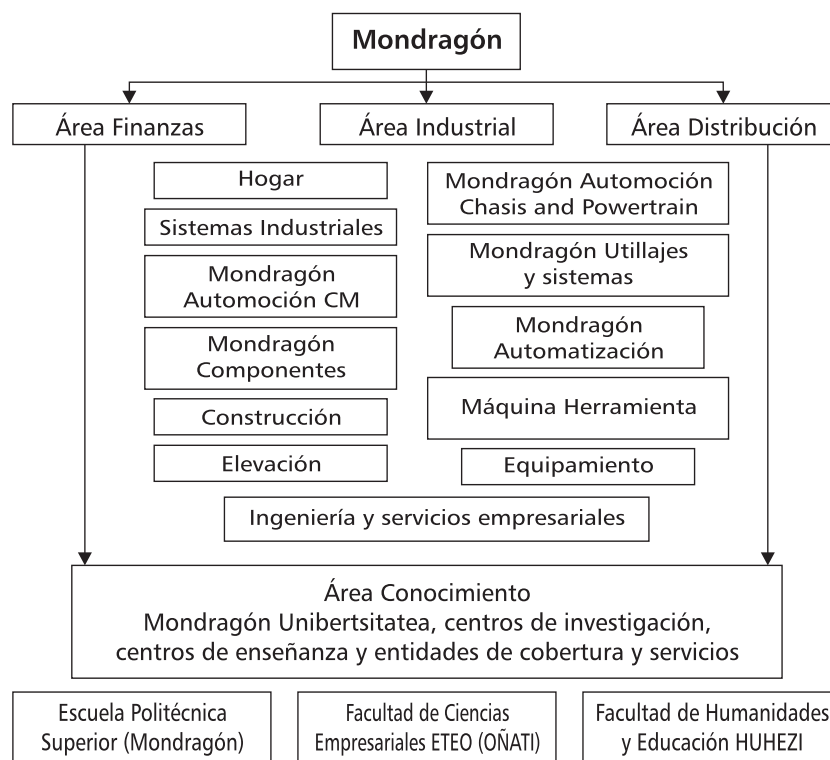 Mondragón
Área Finanzas
Área Industrial
Área Distribución
Hogar
Sistemas Industriales
Mondragón
Automoción CM
Mondragón
Componentes
Construcción
Elevación
Mondragón Automoción
Chasis and Powertrain
Mondragón Utillajes
y sistemas
Mondragón
Automatización
Máquina Herramienta
Equipamiento
Ingeniería y servicios empresariales
Área Conocimiento
Mondragón Unibertsitatea, centros de investigación,
centros de enseñanza y entidades de cobertura y servicios
Escuela Politécnica
Superior (Mondragón)
Facultad de Ciencias
Empresariales ETEO (OÑATI)
Facultad de Humanidades
y Educación HUHEZI